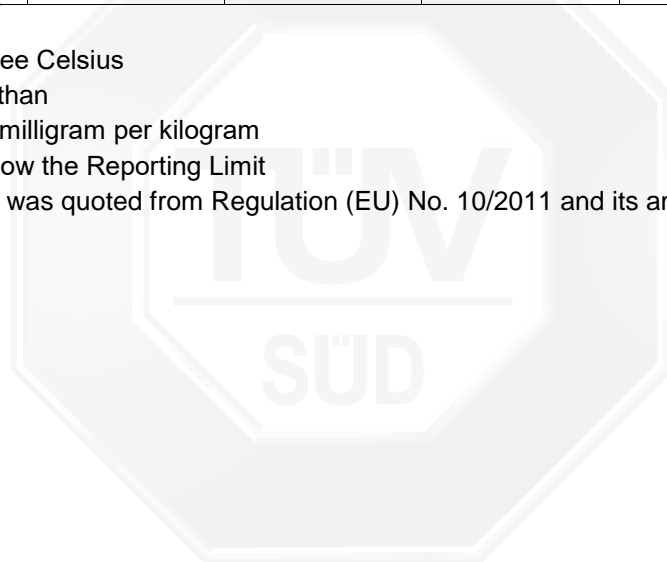 ee Celsius
than
milligram per kilogram
ow the Reporting Limit
was quoted from Regulation (EU) No. 10/2011 and its ar
TÜV
SÜD